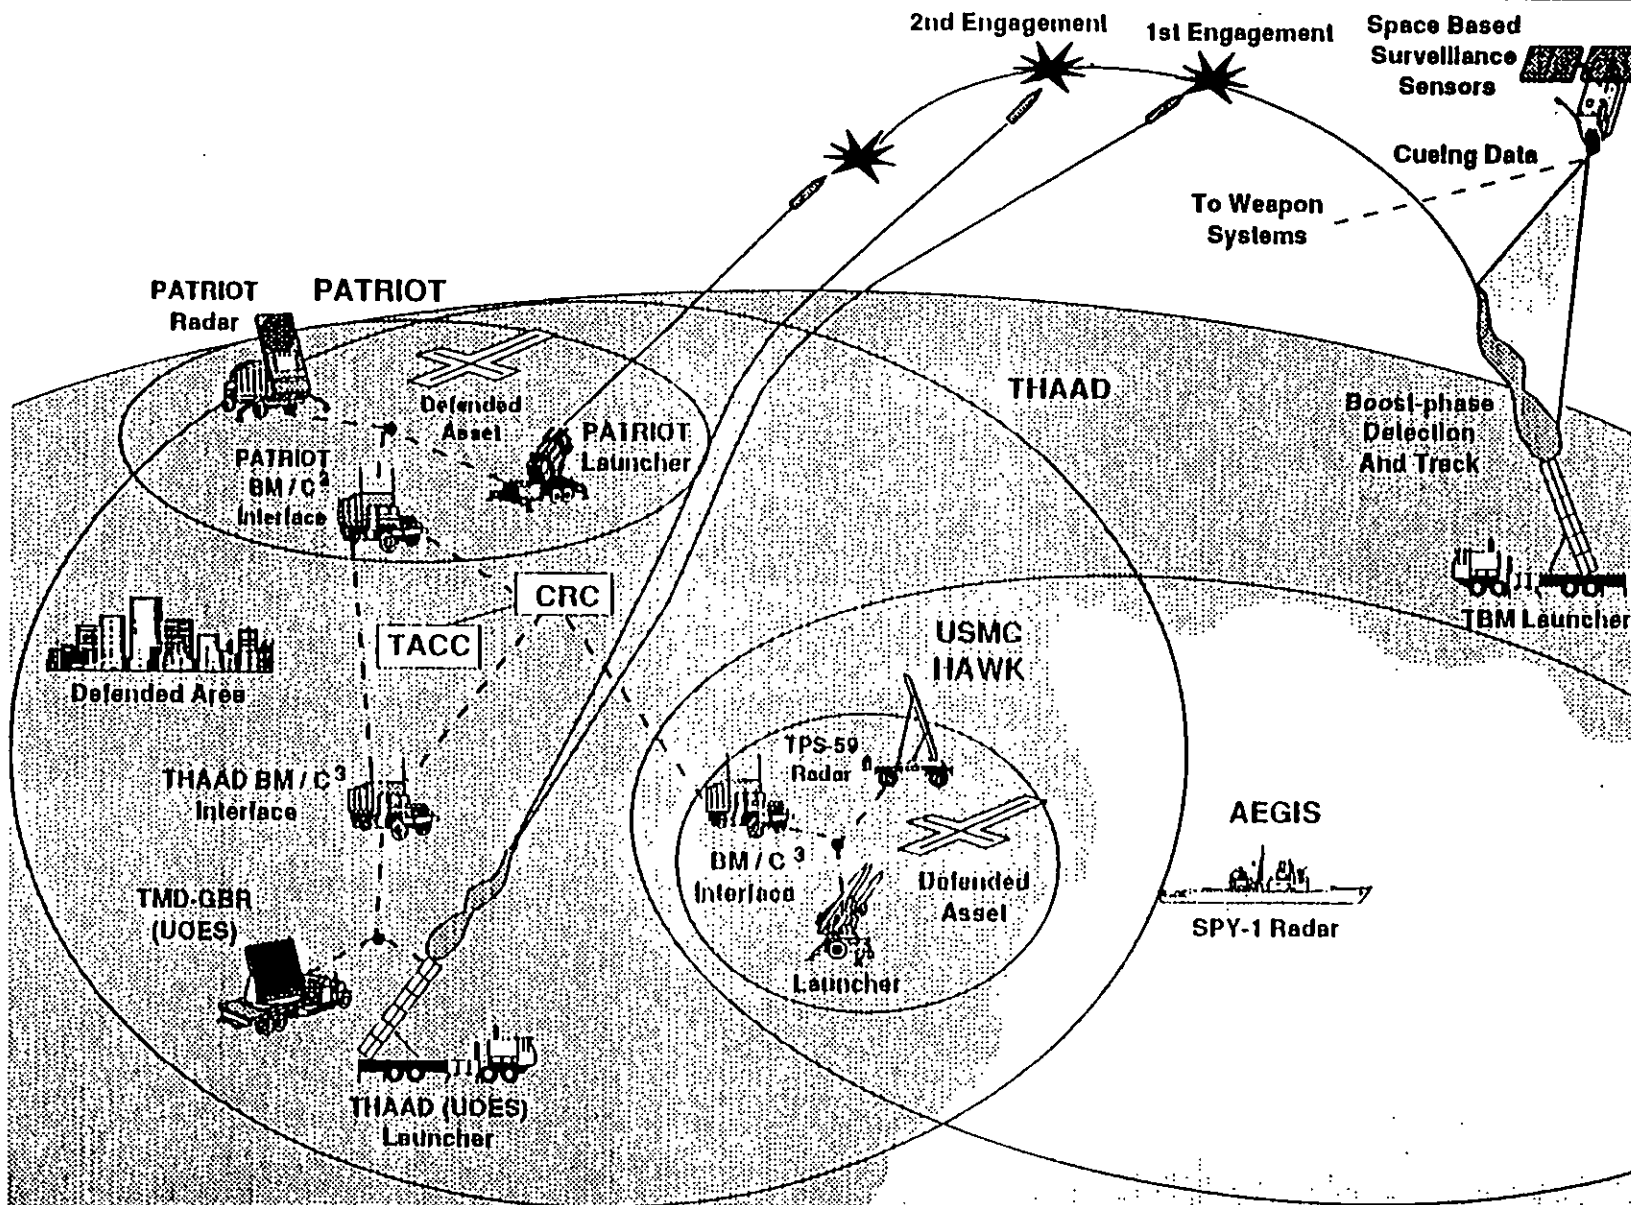 2nd Engagement
1st Engagement
Space Based
Surveillance
Sensors
Cueing Data
To Weapon
Systems
PATRIOT
Radar
PATRIOT
Defended
Asset
PATRIOT
Launcher
PATRIOT
BM / C³
Interface
THAAD
Boost-phase
Detection
And Track
TBM Launcher
CRC
TACC
Defended Area
USMC
HAWK
TPS-59
Radar
THAAD BM / C³
Interface
BM / C³
Interface
Defended
Asset
Launcher
AEGIS
SPY-1 Radar
TMD-GBR
(UOES)
THAAD (UOES)
Launcher